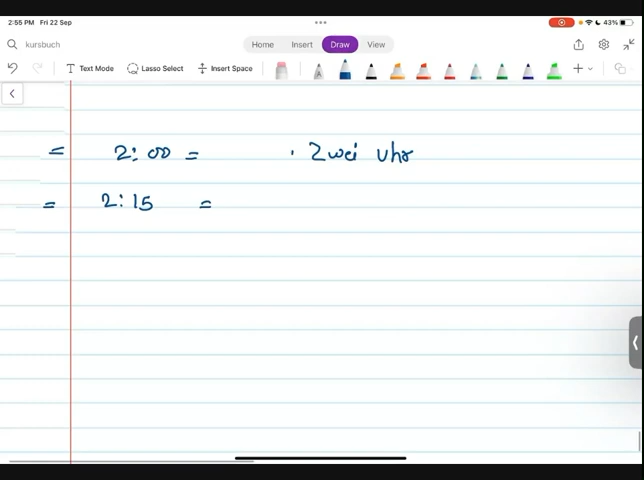 2:55 PM Fri 22 Sep
43%
kursbuch
Home Insert Draw View
Text Mode Lasso Select Insert Space
= 2:00 = Zwei Uhr
= 2:15 =